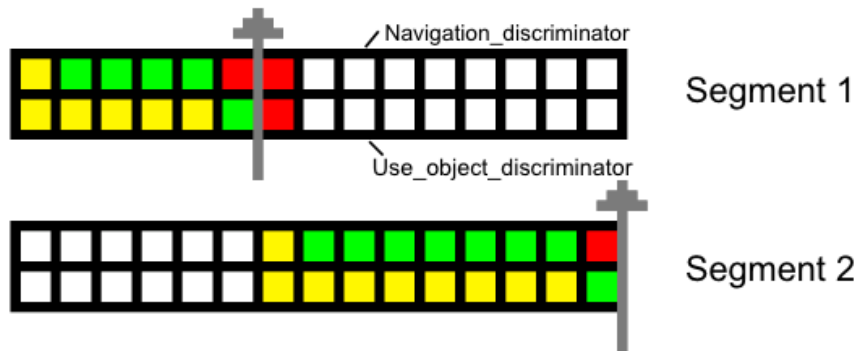 Navigation_discriminator
Segment 1
Use_object_discriminator
Segment 2